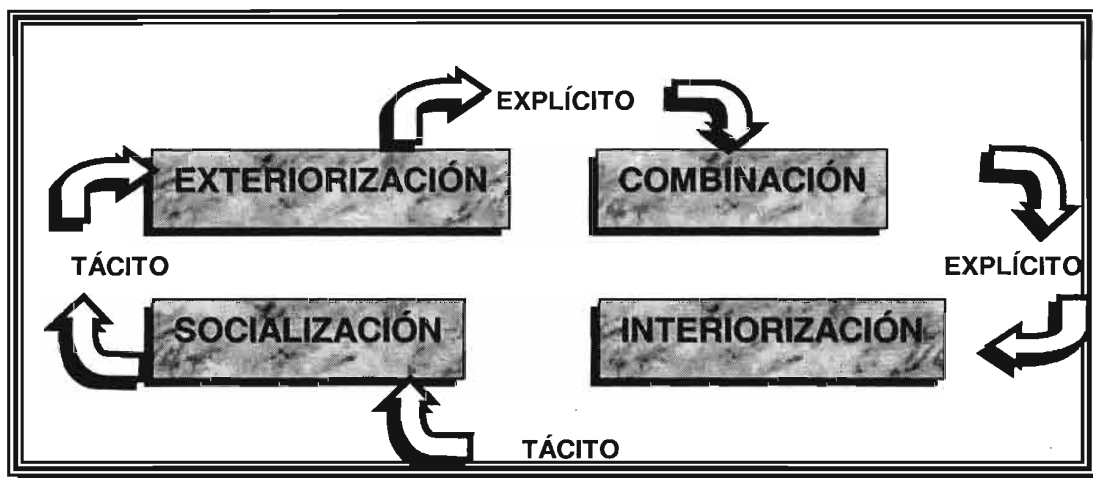 EXPLÍCITO
EXTERIORIZACIÓN
COMBINACIÓN
TÁCITO
EXPLÍCITO
SOCIALIZACIÓN
INTERIORIZACIÓN
TÁCITO